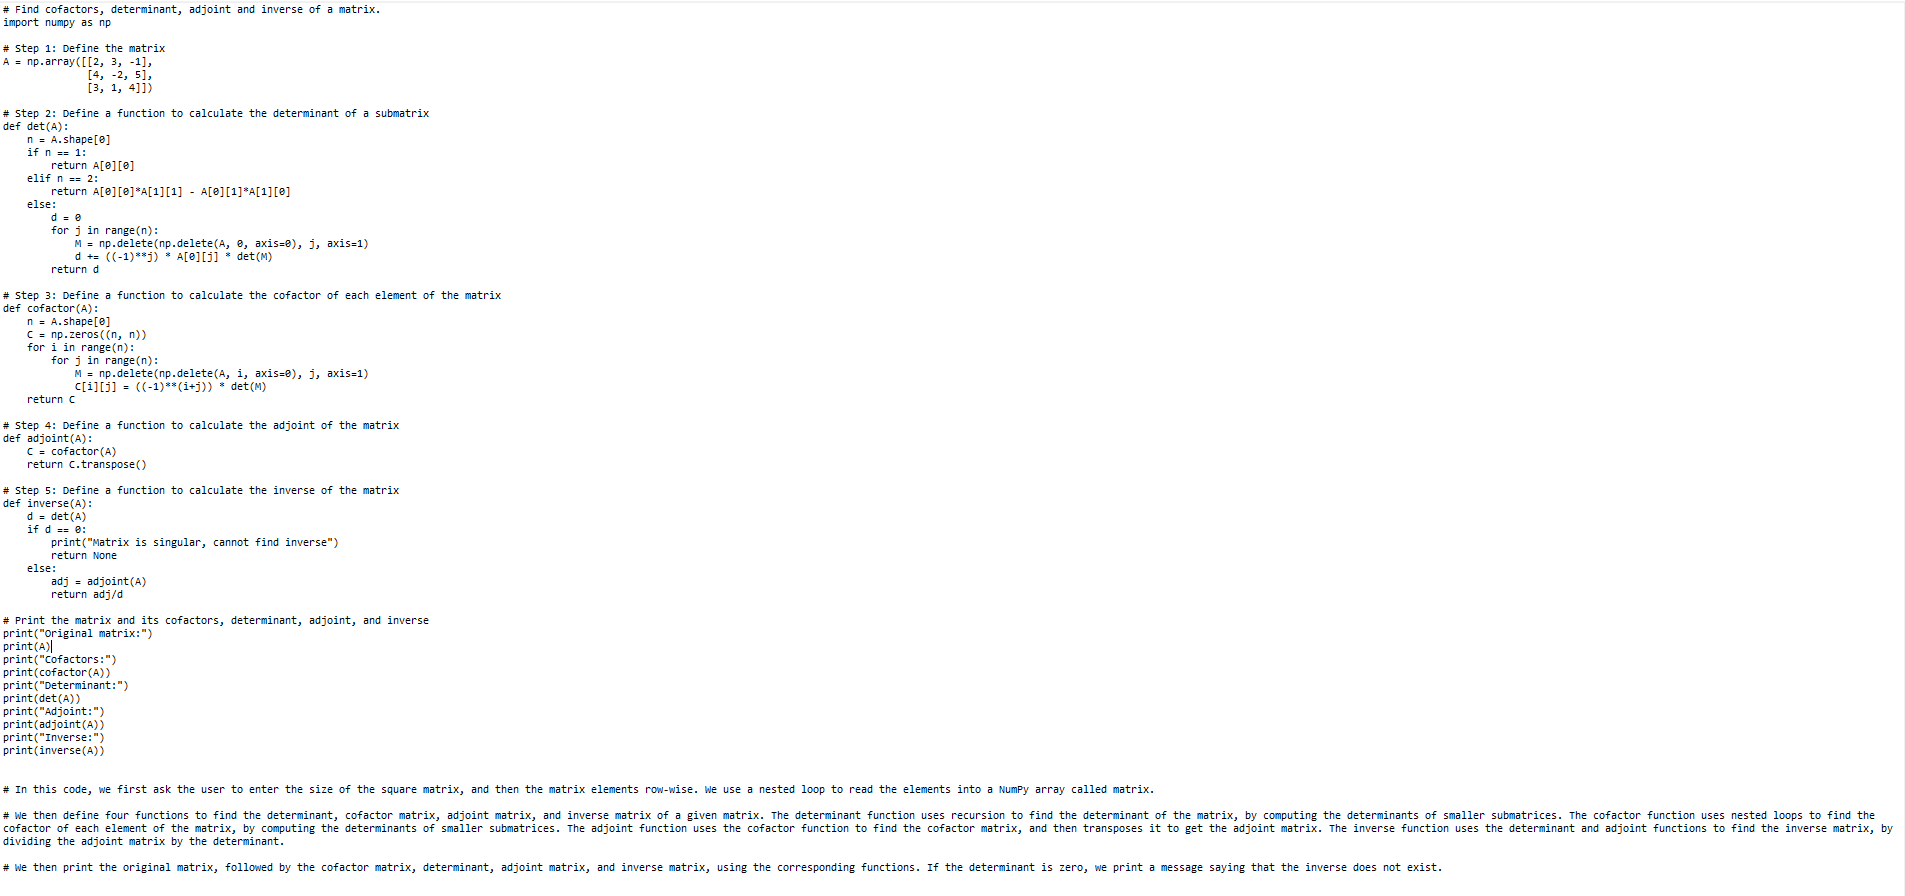 # Find cofactors, determinant, adjoint and inverse of a matrix.
import numpy as np

# Step 1: Define the matrix
A = np.array([[2, 3, -1],
              [4, -2, 5],
              [3, 1, 4]])

# Step 2: Define a function to calculate the determinant of a submatrix
def det(A):
    n = A.shape[0]
    if n == 1:
        return A[0][0]
    elif n == 2:
        return A[0][0]*A[1][1] - A[0][1]*A[1][0]
    else:
        d = 0
        for j in range(n):
            M = np.delete(np.delete(A, 0, axis=0), j, axis=1)
            d += ((-1)**j) * A[0][j] * det(M)
        return d

# Step 3: Define a function to calculate the cofactor of each element of the matrix
def cofactor(A):
    n = A.shape[0]
    C = np.zeros((n, n))
    for i in range(n):
        for j in range(n):
            M = np.delete(np.delete(A, i, axis=0), j, axis=1)
            C[i][j] = ((-1)**(i+j)) * det(M)
    return C

# Step 4: Define a function to calculate the adjoint of the matrix
def adjoint(A):
    C = cofactor(A)
    return C.transpose()

# Step 5: Define a function to calculate the inverse of the matrix
def inverse(A):
    d = det(A)
    if d == 0:
        print("Matrix is singular, cannot find inverse")
        return None
    else:
        adj = adjoint(A)
        return adj/d

# Print the matrix and its cofactors, determinant, adjoint, and inverse
print("Original matrix:")
print(A)
print("Cofactors:")
print(cofactor(A))
print("Determinant:")
print(det(A))
print("Adjoint:")
print(adjoint(A))
print("Inverse:")
print(inverse(A))

# In this code, we first ask the user to enter the size of the square matrix, and then the matrix elements row-wise. We use a nested loop to read the elements into a NumPy array called matrix.

# We then define four functions to find the determinant, cofactor matrix, adjoint matrix, and inverse matrix of a given matrix. The determinant function uses recursion to find the determinant of the matrix, by computing the determinants of smaller submatrices. The cofactor function uses nested loops to find the
cofactor of each element of the matrix, by computing the determinants of smaller submatrices. The adjoint function uses the cofactor function to find the cofactor matrix, and then transposes it to get the adjoint matrix. The inverse function uses the determinant and adjoint functions to find the inverse matrix, by
dividing the adjoint matrix by the determinant.

# We then print the original matrix, followed by the cofactor matrix, determinant, adjoint matrix, and inverse matrix, using the corresponding functions. If the determinant is zero, we print a message saying that the inverse does not exist.